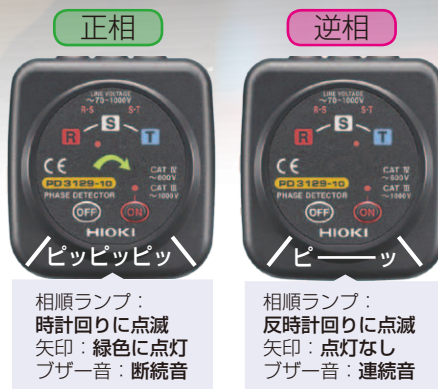 正相
逆相
LINE VOLTAGE
~70-1000V
R-S S-T
R S T
CE
CAT Ⅳ
~600V
PD3129-10
CAT Ⅲ
~1000V
PHASE DETECTOR
OFF ON
HIOKI
ピッピッピッ
相順ランプ：
時計回りに点滅
矢印：緑色に点灯
ブザー音：断続音
LINE VOLTAGE
~70-1000V
R-S S-T
R S T
CE
CAT Ⅳ
~600V
PD3129-10
CAT Ⅲ
~1000V
PHASE DETECTOR
OFF ON
HIOKI
ピ――ッ
相順ランプ：
反時計回りに点滅
矢印：点灯なし
ブザー音：連続音